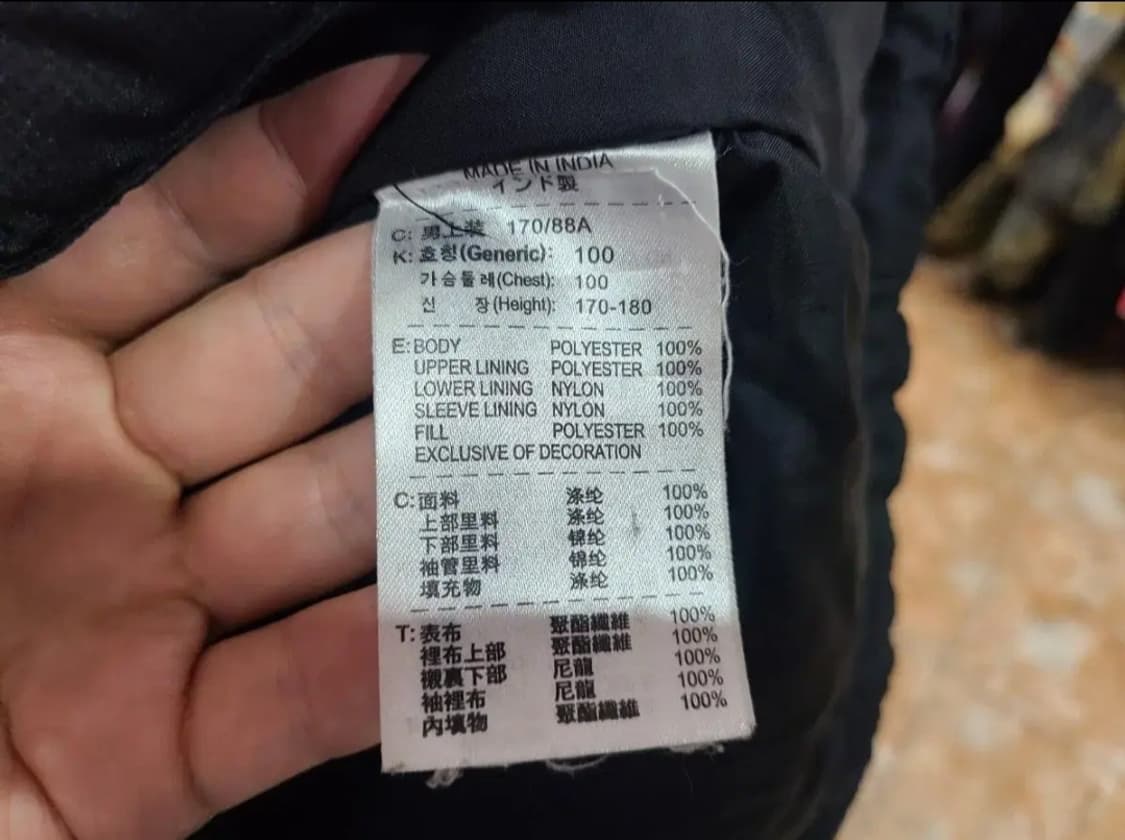 MADE IN INDIA
インド製
C: 男上装 170/88A
K: 호칭(Generic): 100
가슴둘레(Chest): 100
신 장(Height): 170-180
E: BODY POLYESTER 100%
UPPER LINING POLYESTER 100%
LOWER LINING NYLON 100%
SLEEVE LINING NYLON 100%
FILL POLYESTER 100%
EXCLUSIVE OF DECORATION
C: 面料 涤纶 100%
上部里料 涤纶 100%
下部里料 锦纶 100%
袖管里料 锦纶 100%
填充物 涤纶 100%
T: 表布 聚酯纖維 100%
裡布上部 聚酯纖維 100%
襯裏下部 尼龍 100%
袖裡布 尼龍 100%
內填物 聚酯纖維 100%